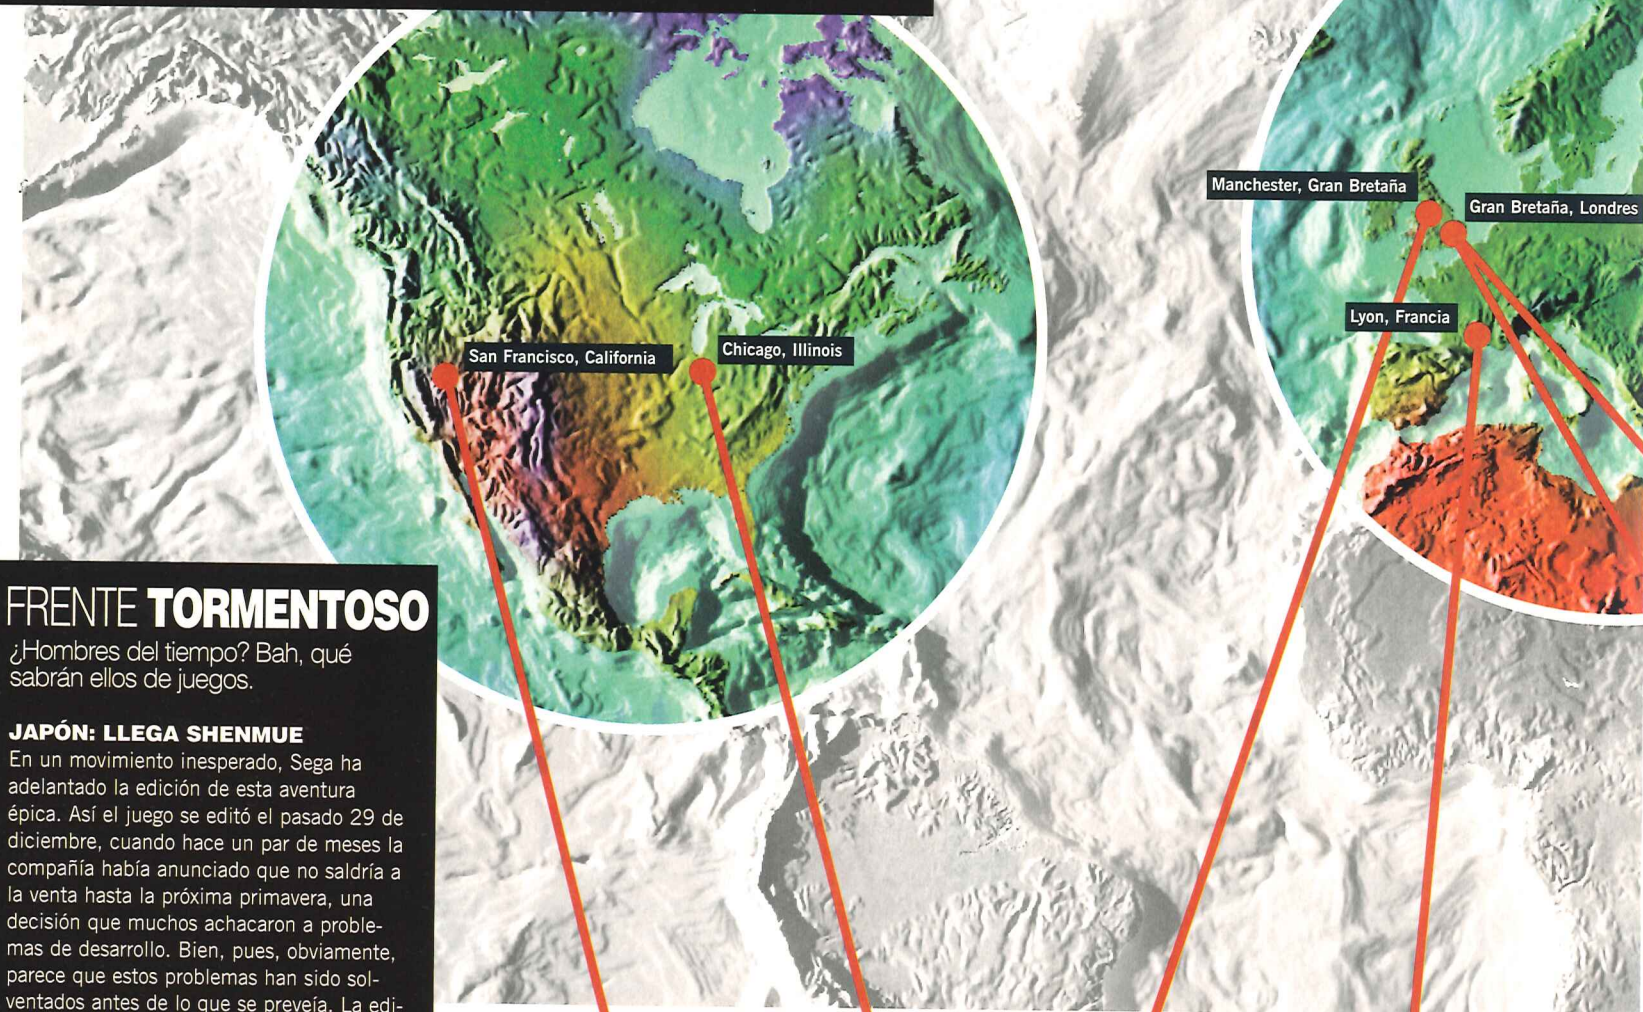 Manchester, Gran Bretaña
Gran Bretaña, Londres
Lyon, Francia
San Francisco, California
Chicago, Illinois
FRENTE TORMENTOSO
¿Hombres del tiempo? Bah, qué
sabrán ellos de juegos.
JAPÓN: LLEGA SHENMUE
En un movimiento inesperado, Sega ha
adelantado la edición de esta aventura
épica. Así el juego se editó el pasado 29 de
diciembre, cuando hace un par de meses la
compañía había anunciado que no saldría a
la venta hasta la próxima primavera, una
decisión que muchos achacaron a proble-
mas de desarrollo. Bien, pues, obviamente,
parece que estos problemas han sido sol-
ventados antes de lo que se preveía. La edi-